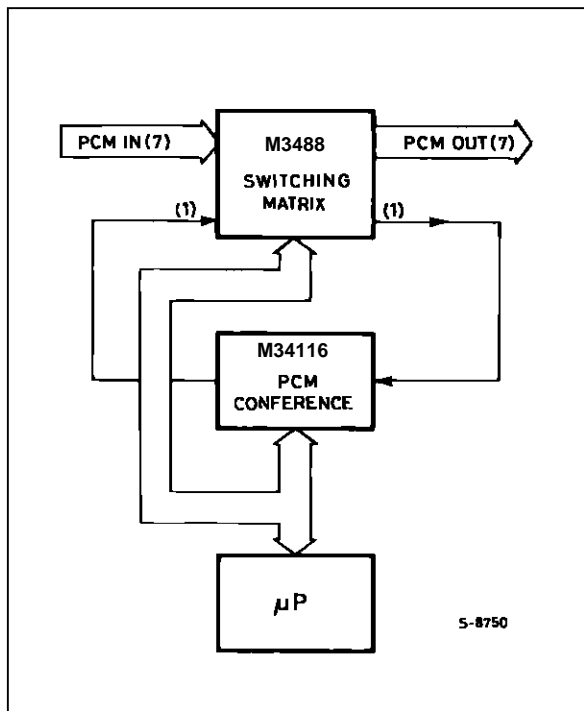 PCM IN (7)
M3488
SWITCHING
MATRIX
PCM OUT (7)
(1)
(1)
M34116
PCM
CONFERENCE
μP
S-8750